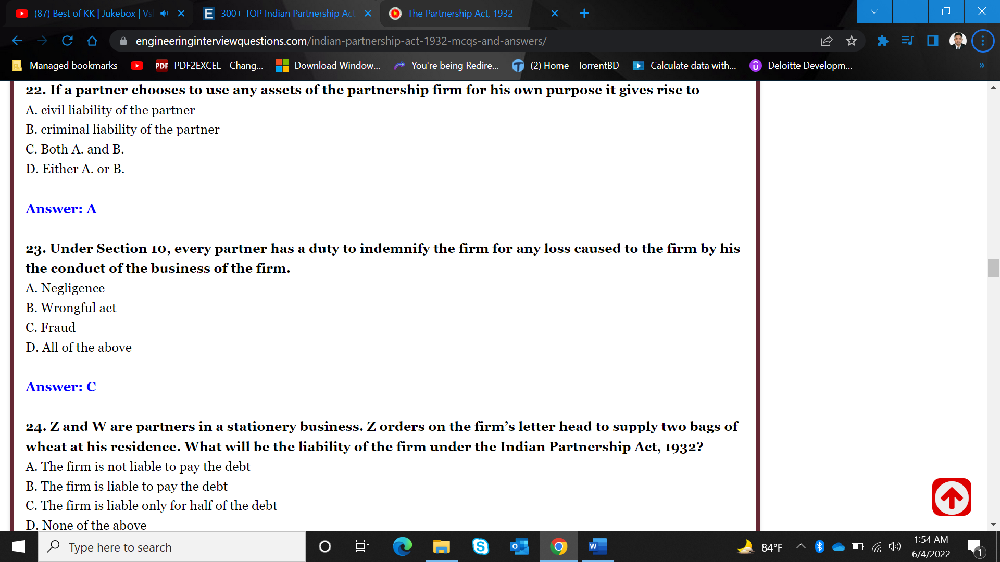 (87) Best of KK | Jukebox | Vs
300+ TOP Indian Partnership Act
The Partnership Act, 1932
engineeringinterviewquestions.com/indian-partnership-act-1932-mcqs-and-answers/
Managed bookmarks
PDF PDF2EXCEL - Chang...
Download Window...
You're being Redire...
(2) Home - TorrentBD
Calculate data with...
Deloitte Developm...
22. If a partner chooses to use any assets of the partnership firm for his own purpose it gives rise to
A. civil liability of the partner
B. criminal liability of the partner
C. Both A. and B.
D. Either A. or B.
Answer: A
23. Under Section 10, every partner has a duty to indemnify the firm for any loss caused to the firm by his
the conduct of the business of the firm.
A. Negligence
B. Wrongful act
C. Fraud
D. All of the above
Answer: C
24. Z and W are partners in a stationery business. Z orders on the firm’s letter head to supply two bags of
wheat at his residence. What will be the liability of the firm under the Indian Partnership Act, 1932?
A. The firm is not liable to pay the debt
B. The firm is liable to pay the debt
C. The firm is liable only for half of the debt
D. None of the above
Type here to search
84°F
1:54 AM
6/4/2022
1